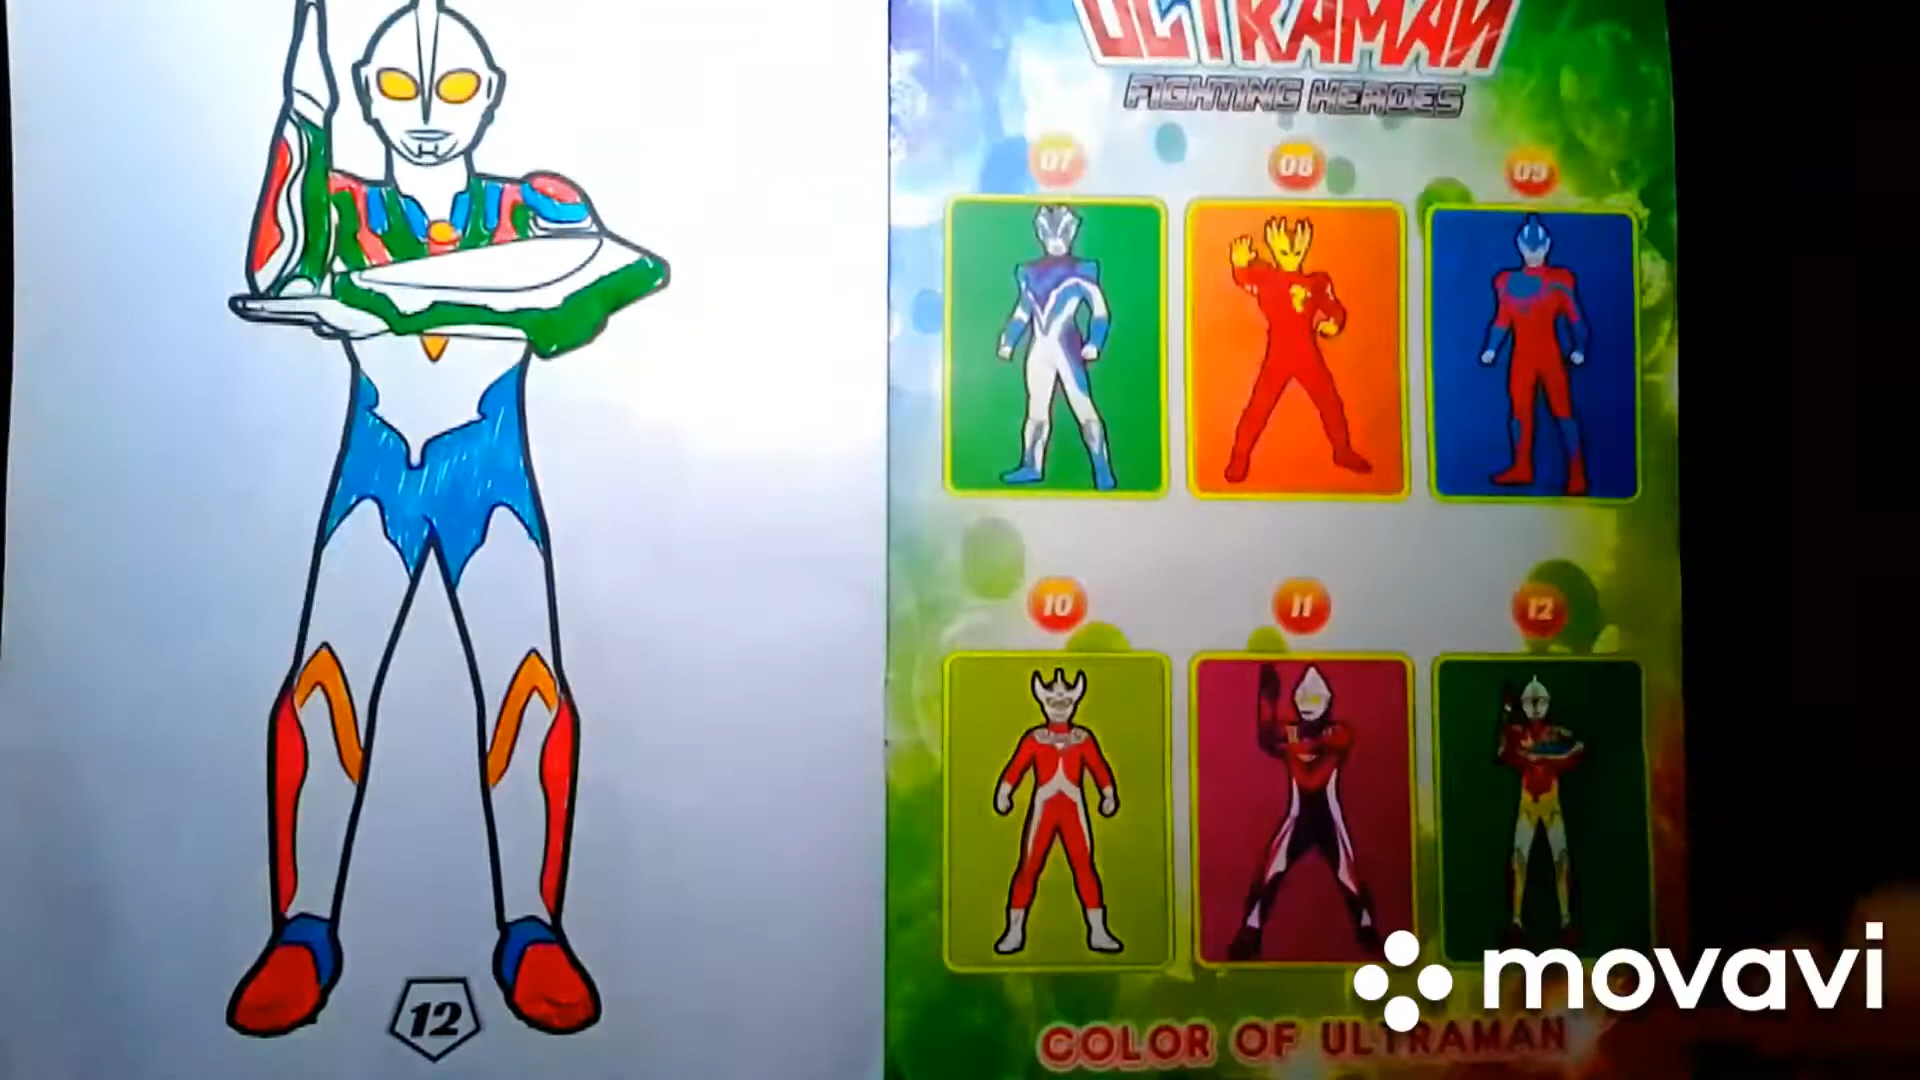 ULTRAMAN
FIGHTING HEROES
07 08 09
10 11 12
12
movavi
COLOR OF ULTRAMAN